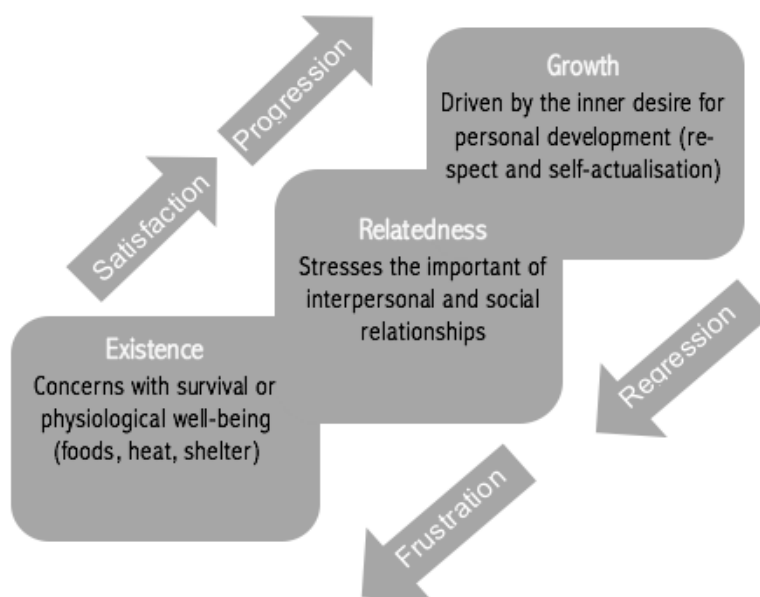 Growth
Driven by the inner desire for
personal development (re-
spect and self-actualisation)
Progression
Satisfaction
Relatedness
Stresses the important of
interpersonal and social
relationships
Existence
Concerns with survival or
physiological well-being
(foods, heat, shelter)
Regression
Frustration